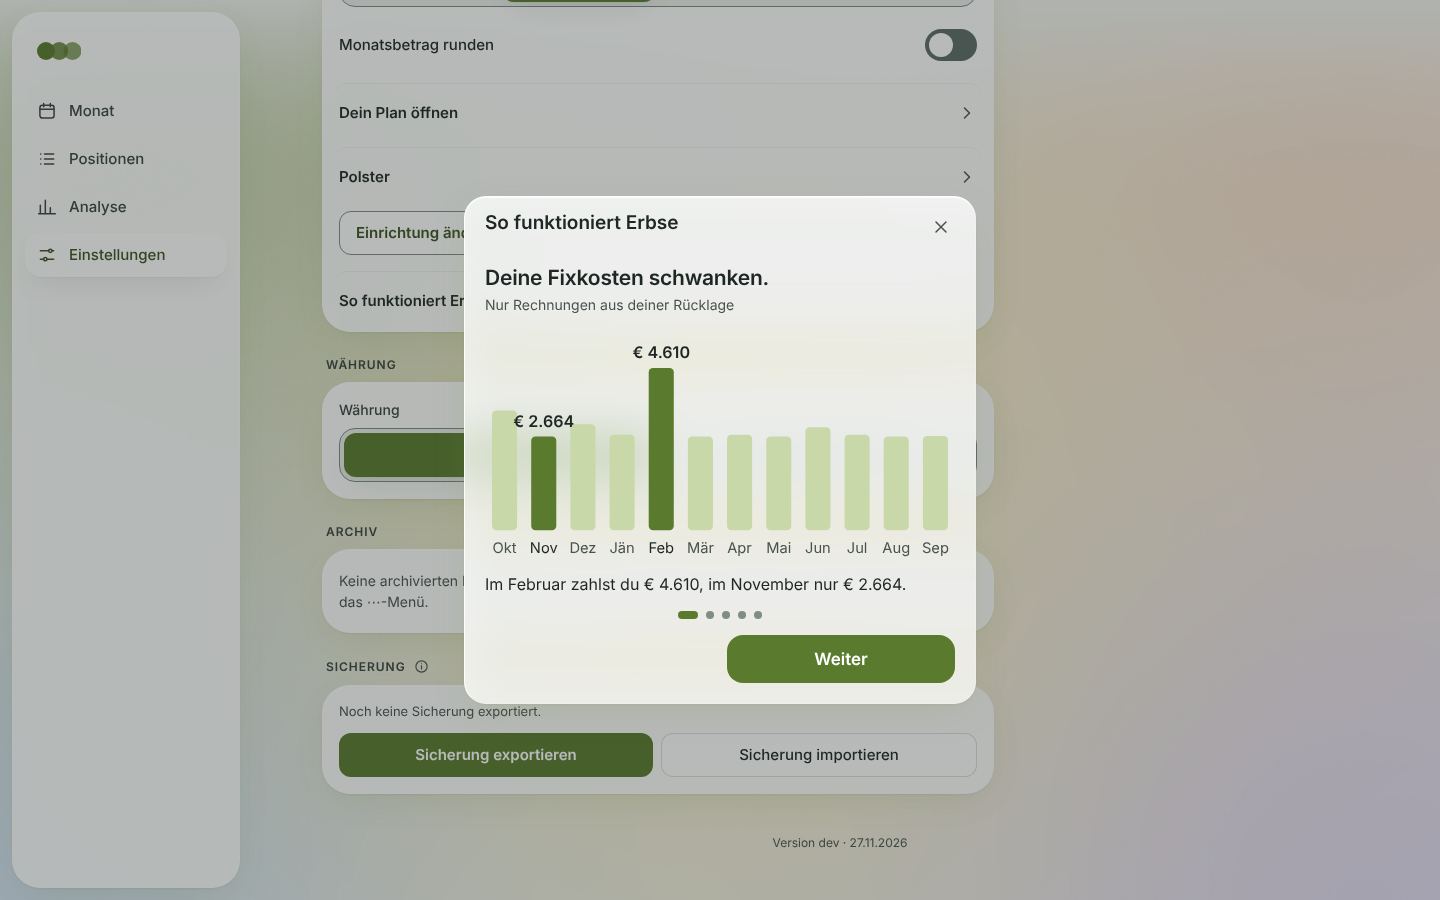 Monat
Positionen
Analyse
Einstellungen
Monatsbetrag runden
Dein Plan öffnen
Polster
Einrichtung änd
So funktioniert Er
WÄHRUNG
Währung
ARCHIV
Keine archivierten
das ···-Menü.
SICHERUNG
Noch keine Sicherung exportiert.
Sicherung exportieren
Sicherung importieren
Version dev · 27.11.2026
So funktioniert Erbse
Deine Fixkosten schwanken.
Nur Rechnungen aus deiner Rücklage
€ 4.610
€ 2.664
Okt Nov Dez Jän Feb Mär Apr Mai Jun Jul Aug Sep
Im Februar zahlst du € 4.610, im November nur € 2.664.
Weiter